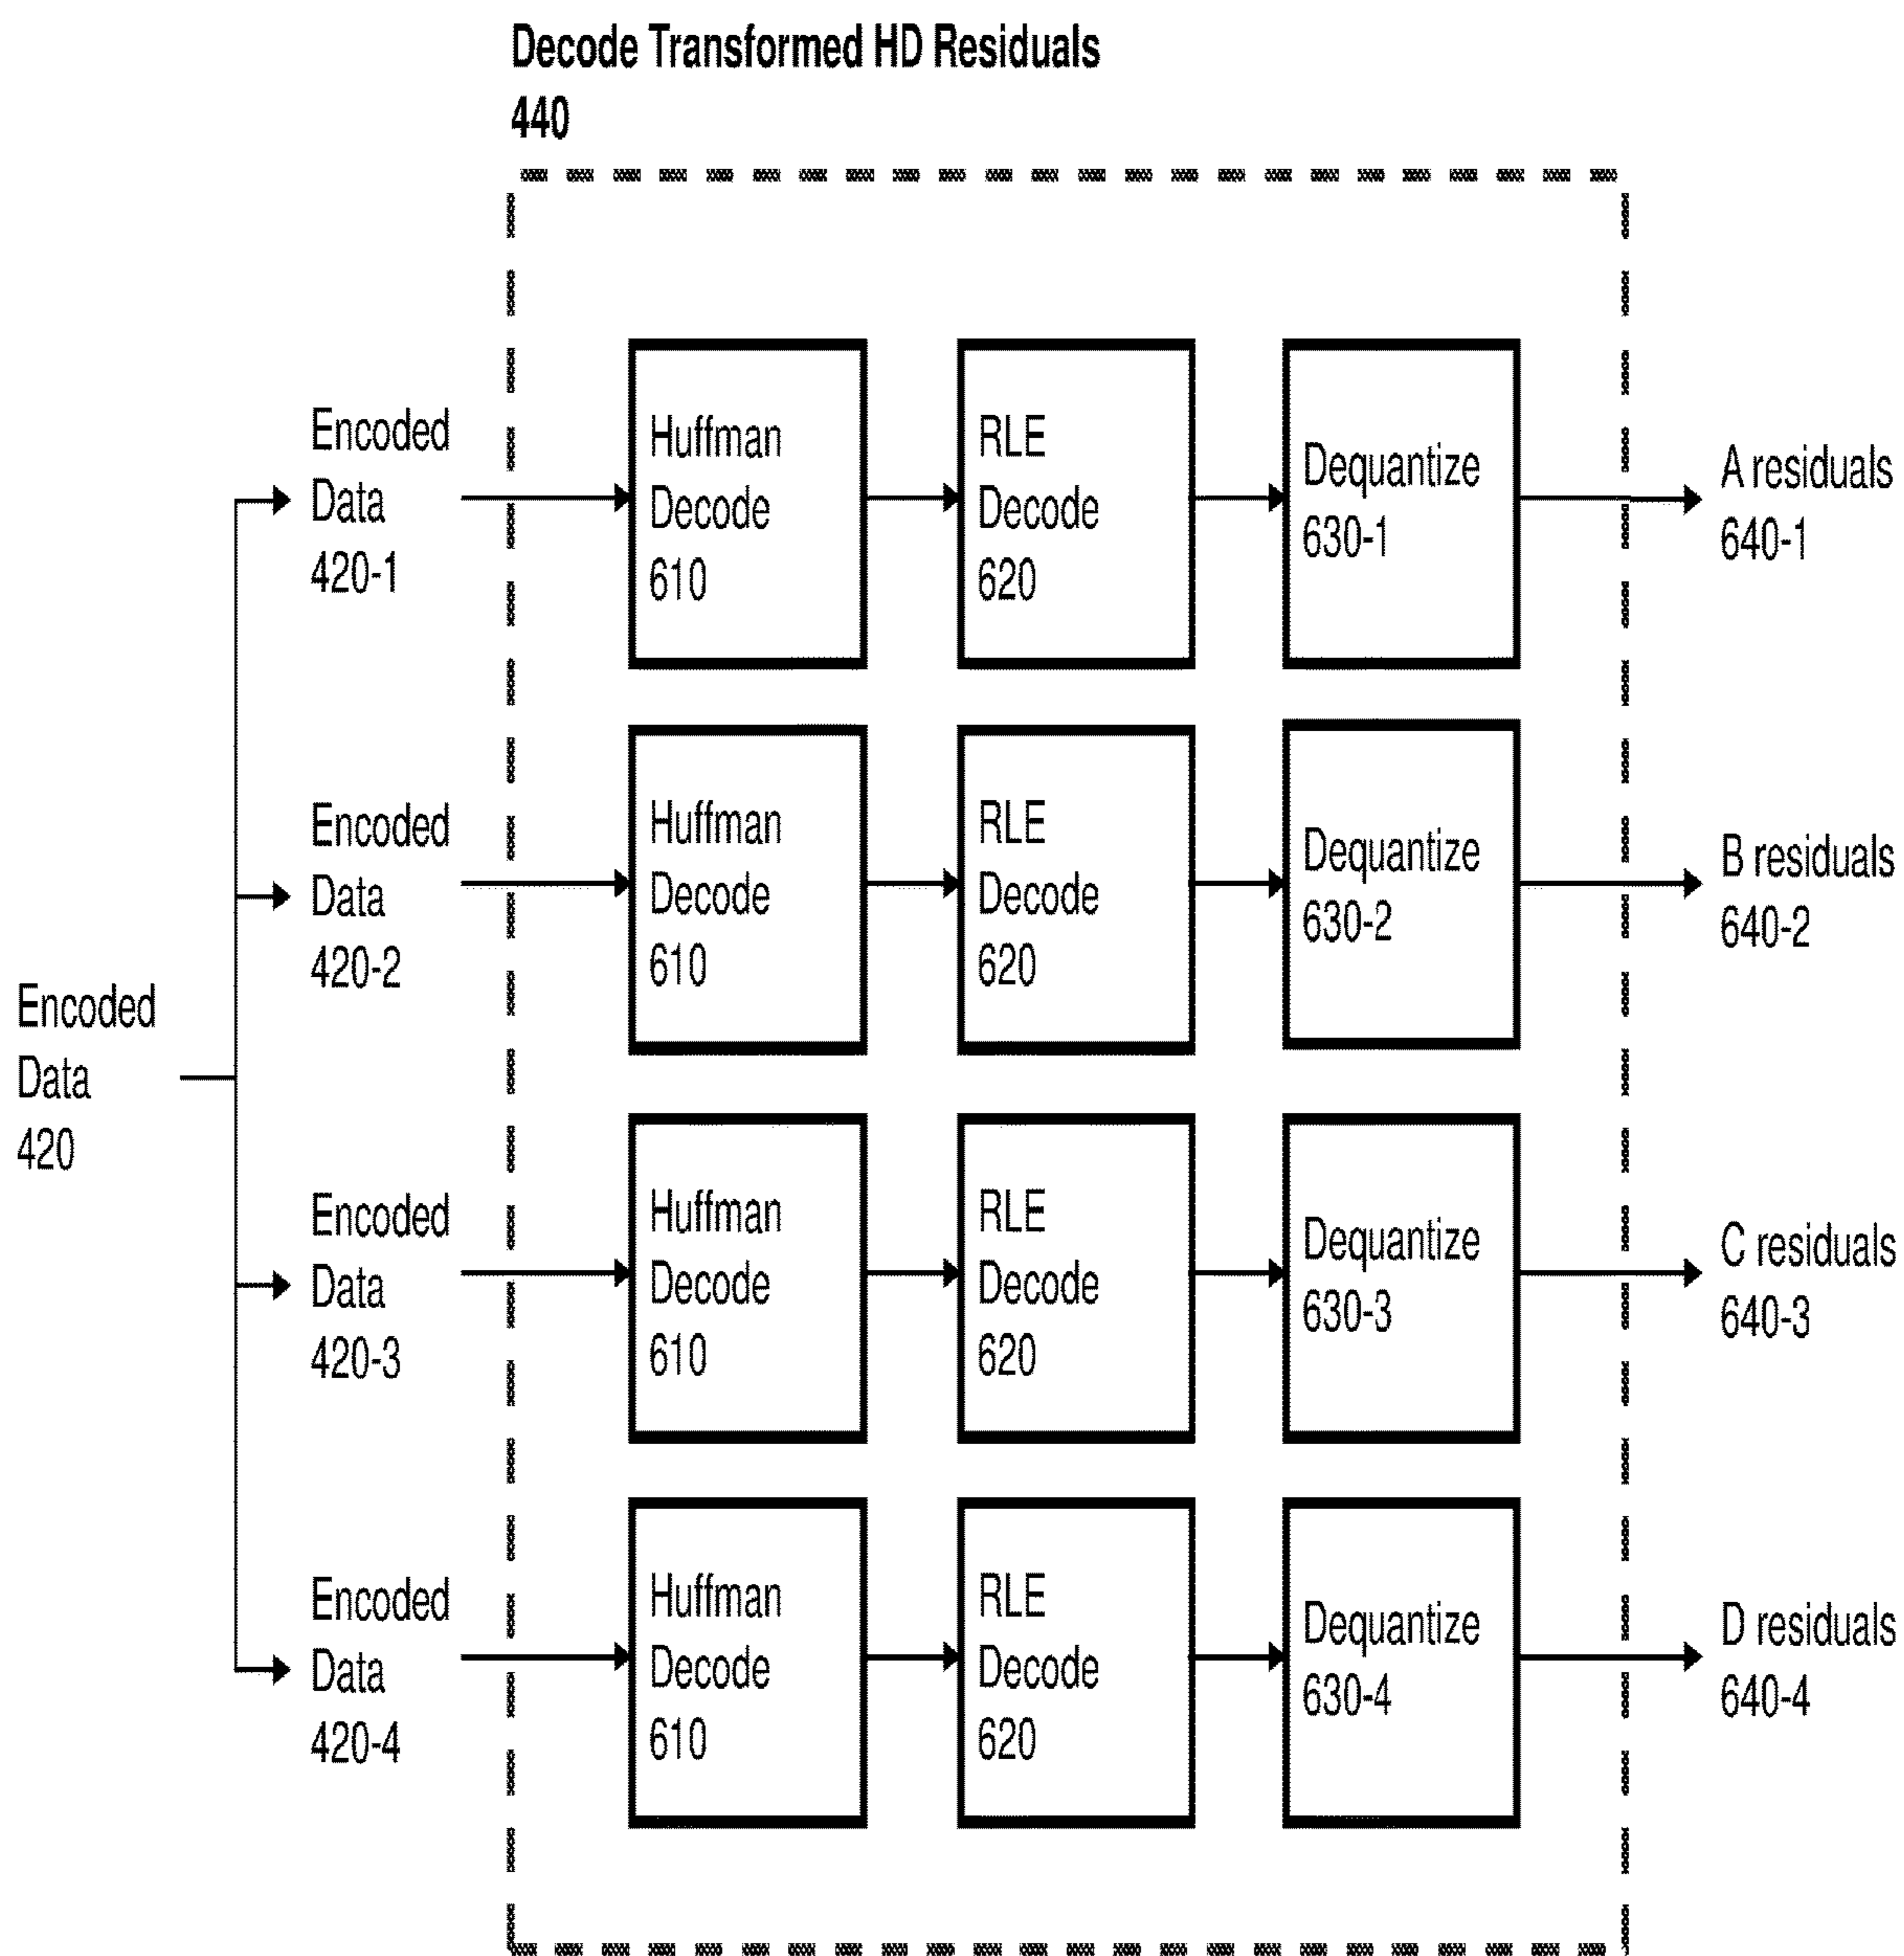 Decode Transformed HD Residuals
440
Encoded
Data
420
Encoded
Data
420-1
Huffman
Decode
610
RLE
Decode
620
Dequantize
630-1
A residuals
640-1
Encoded
Data
420-2
Huffman
Decode
610
RLE
Decode
620
Dequantize
630-2
B residuals
640-2
Encoded
Data
420-3
Huffman
Decode
610
RLE
Decode
620
Dequantize
630-3
C residuals
640-3
Encoded
Data
420-4
Huffman
Decode
610
RLE
Decode
620
Dequantize
630-4
D residuals
640-4